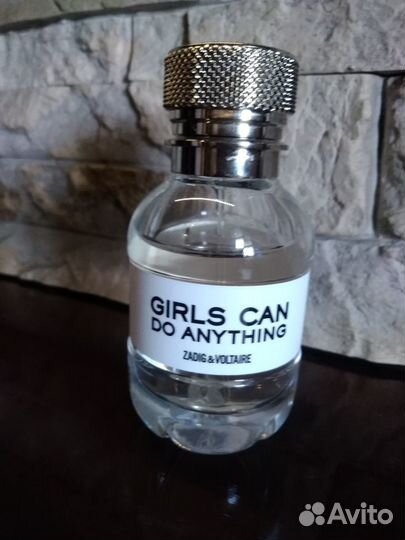 GIRLS CAN
DO ANYTHING
ZADIG & VOLTAIRE
Avito